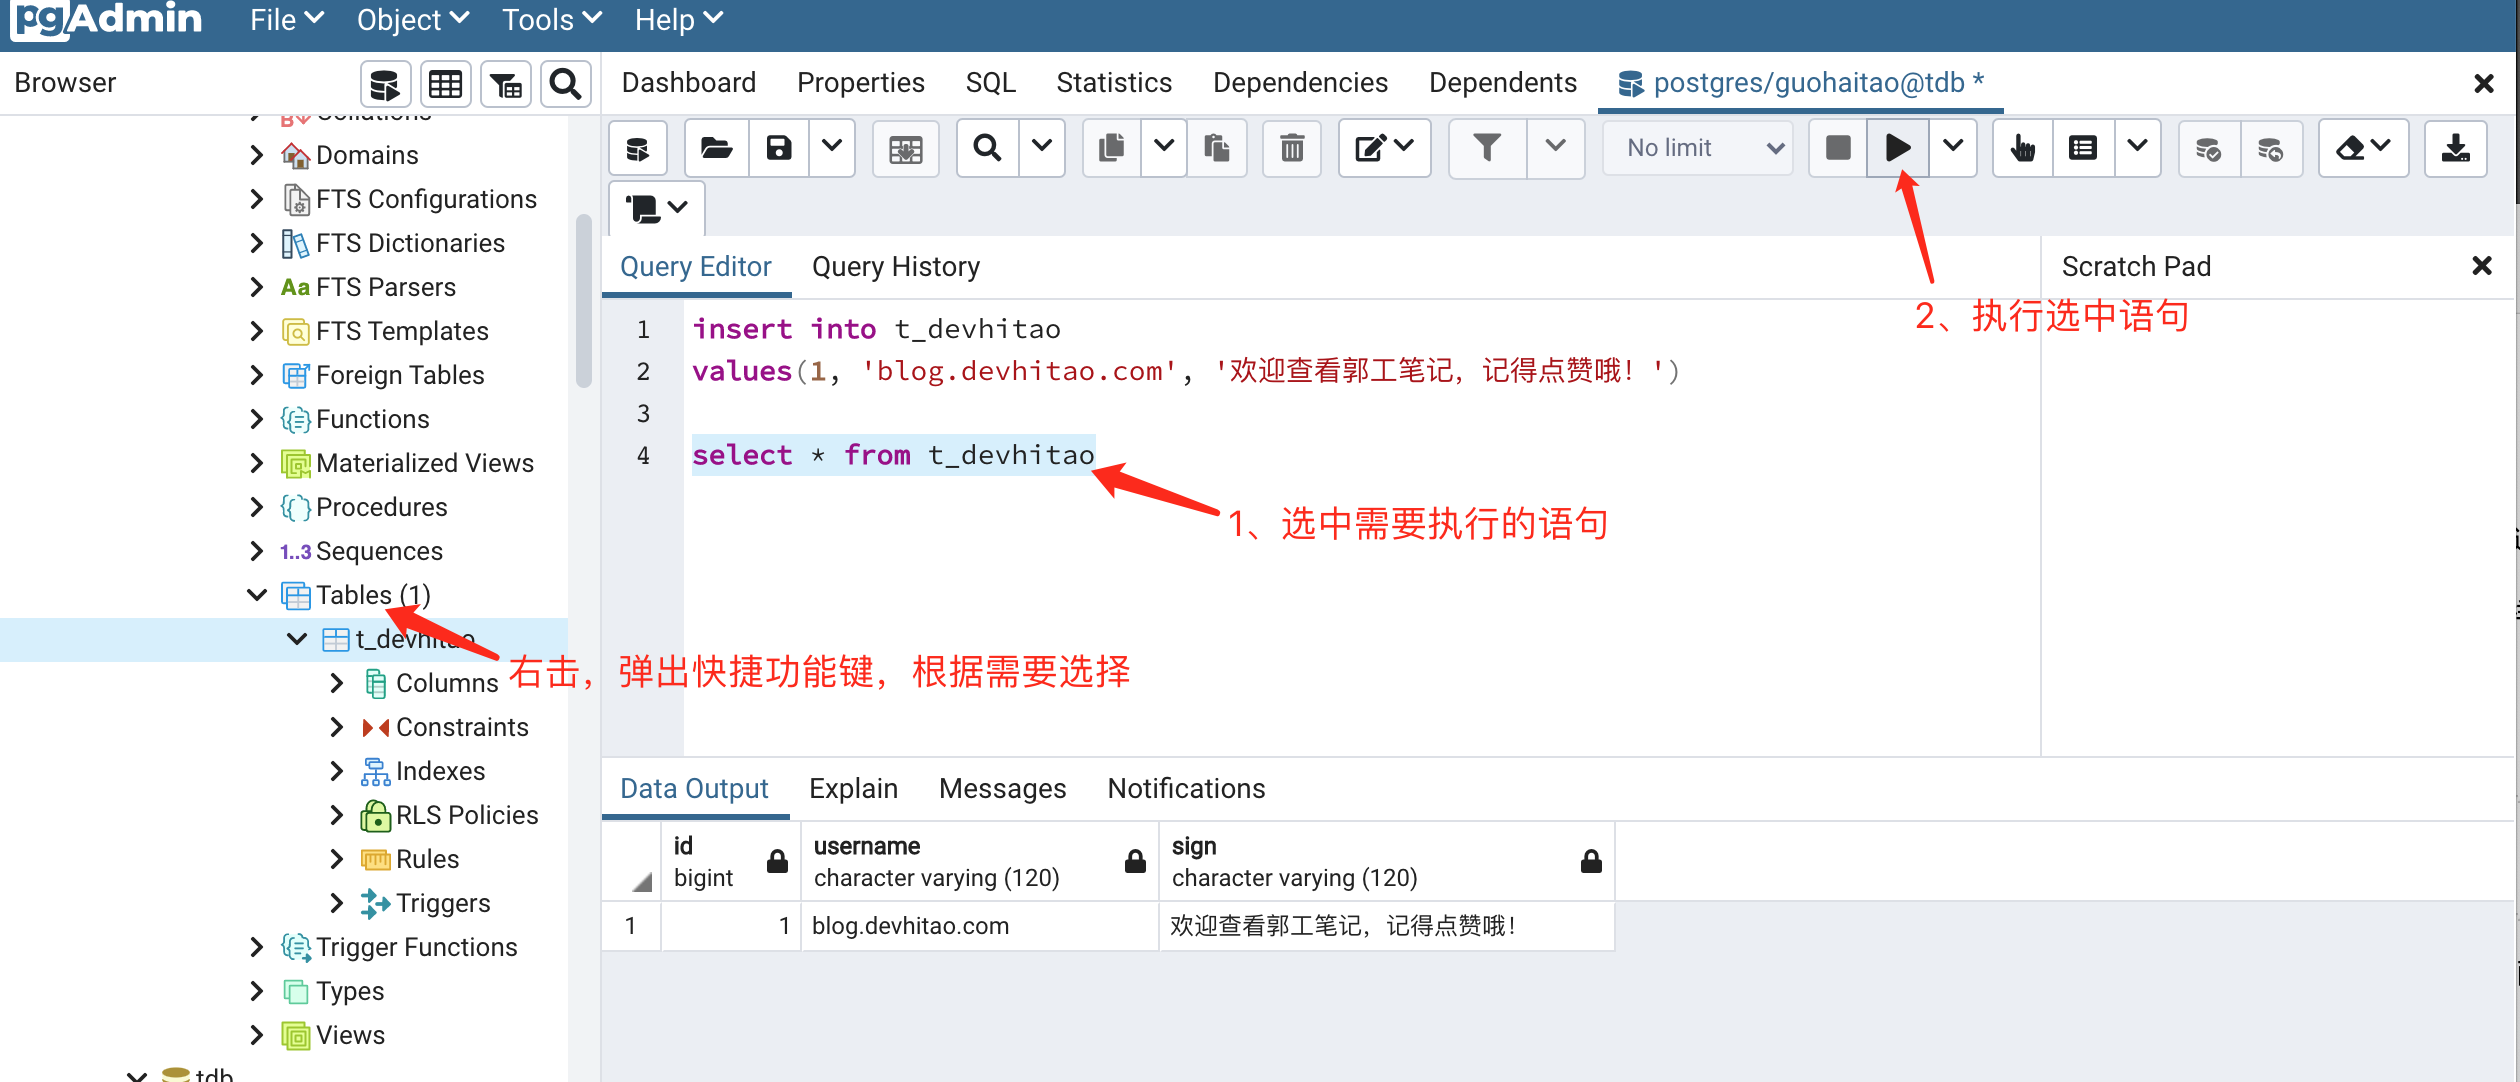 pgAdmin File Object Tools Help
Browser
Dashboard Properties SQL Statistics Dependencies Dependents postgres/guohaitao@tdb *
No limit
Collations
Domains
FTS Configurations
FTS Dictionaries
Aa FTS Parsers
FTS Templates
Foreign Tables
Functions
Materialized Views
Procedures
1..3 Sequences
Tables (1)
t_devhitao
Columns
Constraints
Indexes
RLS Policies
Rules
Triggers
Trigger Functions
Types
Views
tdb
右击，弹出快捷功能键，根据需要选择
Query Editor Query History
Scratch Pad
2、执行选中语句
1 insert into t_devhitao
2 values(1, 'blog.devhitao.com', '欢迎查看郭工笔记，记得点赞哦！')
3
4 select * from t_devhitao
1、选中需要执行的语句
Data Output Explain Messages Notifications
id username sign
bigint character varying (120) character varying (120)
1 1 blog.devhitao.com 欢迎查看郭工笔记，记得点赞哦！